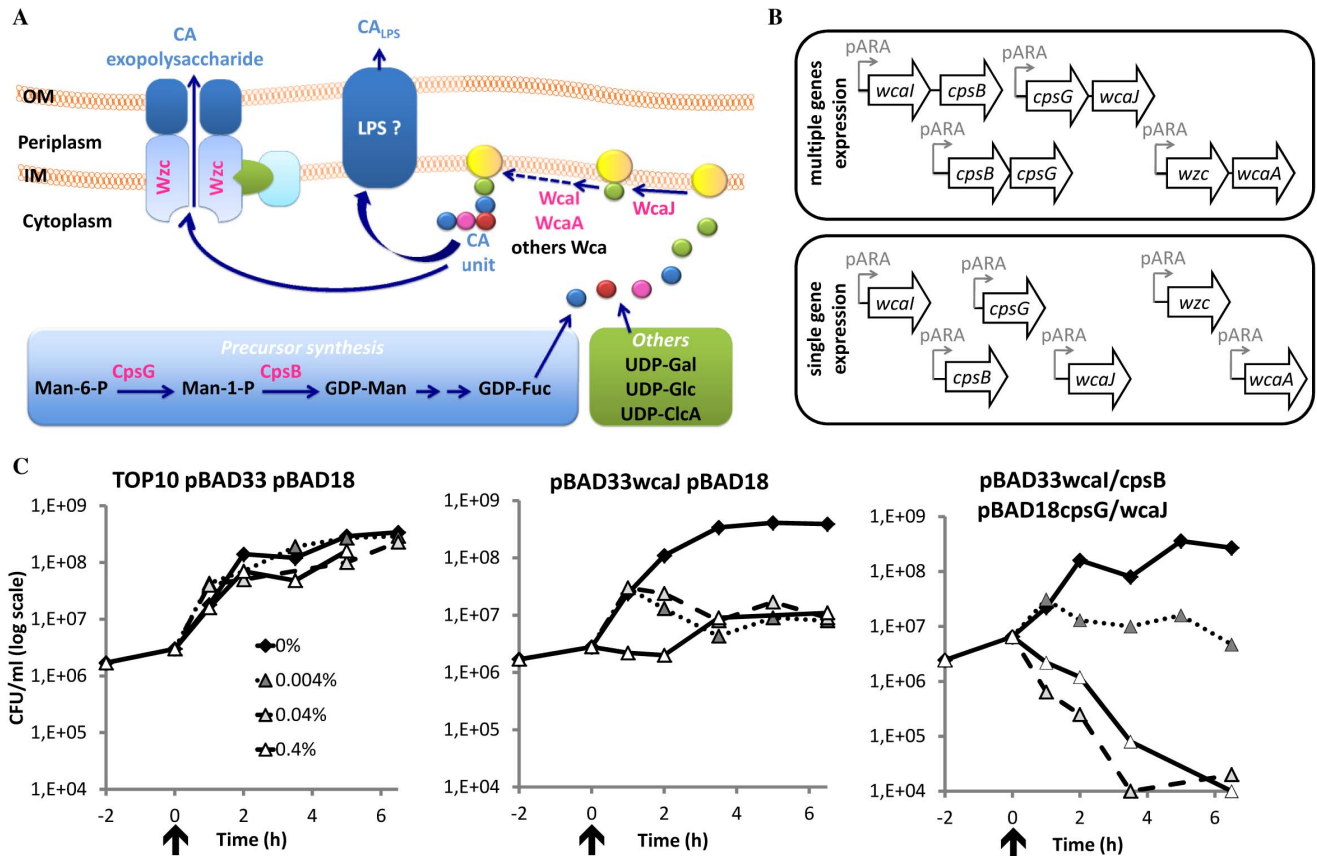 A
CA
exopolysaccharide
CA_LPS
OM
Periplasm
IM
Cytoplasm
Wzc
Wzc
LPS ?
WcaI
WcaA
others Wca
WcaJ
CA
unit
Precursor synthesis
Man-6-P
CpsG
Man-1-P
CpsB
GDP-Man
GDP-Fuc
Others
UDP-Gal
UDP-Glc
UDP-ClcA
B
multiple genes
expression
pARA
wcaI
cpsB
pARA
cpsG
wcaJ
pARA
cpsB
cpsG
pARA
wzc
wcaA
single gene
expression
pARA
wcaI
pARA
cpsG
pARA
wzc
pARA
cpsB
pARA
wcaJ
pARA
wcaA
C
TOP10 pBAD33 pBAD18
CFU/ml (log scale)
1,E+09
1,E+08
1,E+07
1,E+06
1,E+05
1,E+04
0%
0.004%
0.04%
0.4%
-2 0 2 4 6
Time (h)
pBAD33wcaJ pBAD18
1,E+09
1,E+08
1,E+07
1,E+06
1,E+05
1,E+04
-2 0 2 4 6
Time (h)
pBAD33wcaI/cpsB
pBAD18cpsG/wcaJ
1,E+09
1,E+08
1,E+07
1,E+06
1,E+05
1,E+04
-2 0 2 4 6
Time (h)